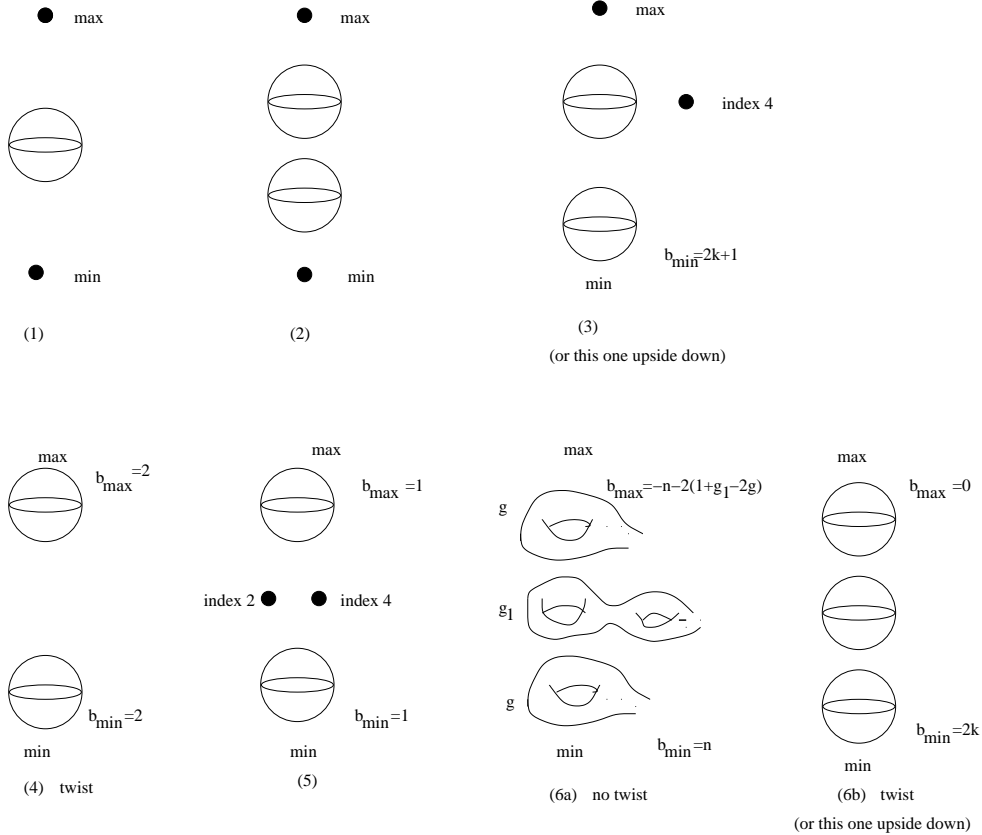 max
min
(1)
max
min
(2)
max
index 4
b_min=2k+1
min
(3)
(or this one upside down)
max
b_max=2
b_min=2
min
(4) twist
max
b_max=1
index 2
index 4
b_min=1
min
(5)
max
b_max=-n-2(1+g_1-2g)
g
g_1
g
min
b_min=n
(6a) no twist
max
b_max=0
b_min=2k
min
(6b) twist
(or this one upside down)